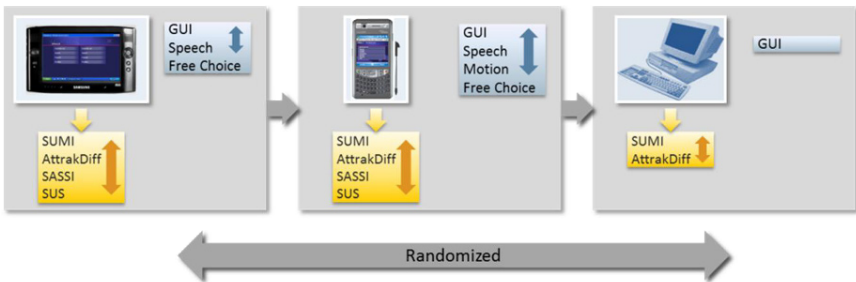 GUI
Speech
Free Choice
SAMSUNG
SUMI
AttrakDiff
SASSI
SUS
GUI
Speech
Motion
Free Choice
SUMI
AttrakDiff
SASSI
SUS
GUI
SUMI
AttrakDiff
Randomized